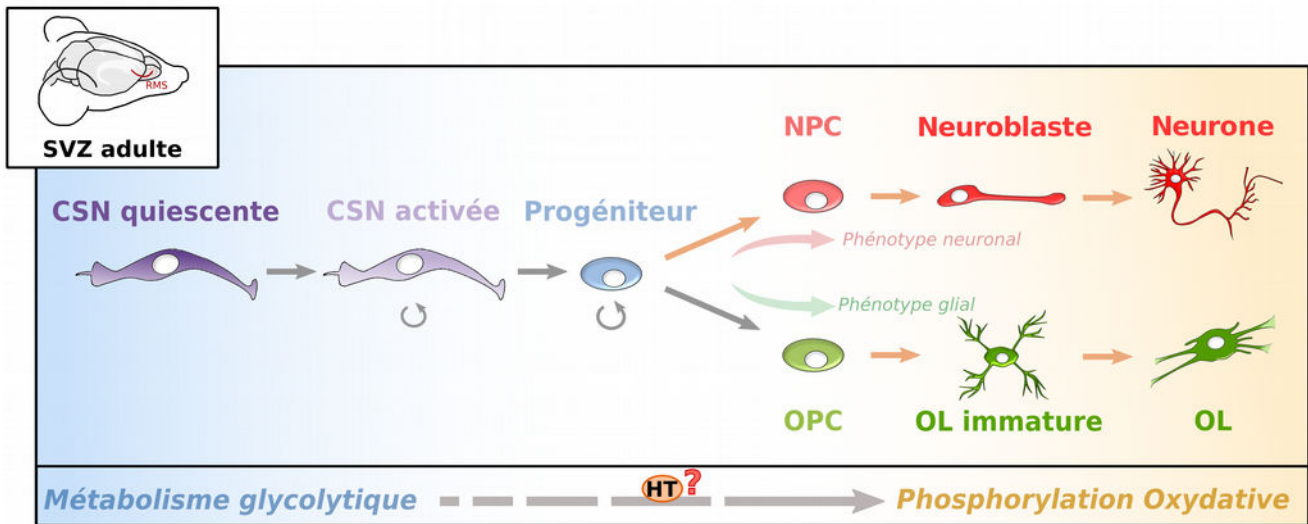 RMS
SVZ adulte
NPC
Neuroblaste
Neurone
CSN quiescente
CSN activée
Progéniteur
Phénotype neuronal
Phénotype glial
OPC
OL immature
OL
Métabolisme glycolytique
HT?
Phosphorylation Oxydative